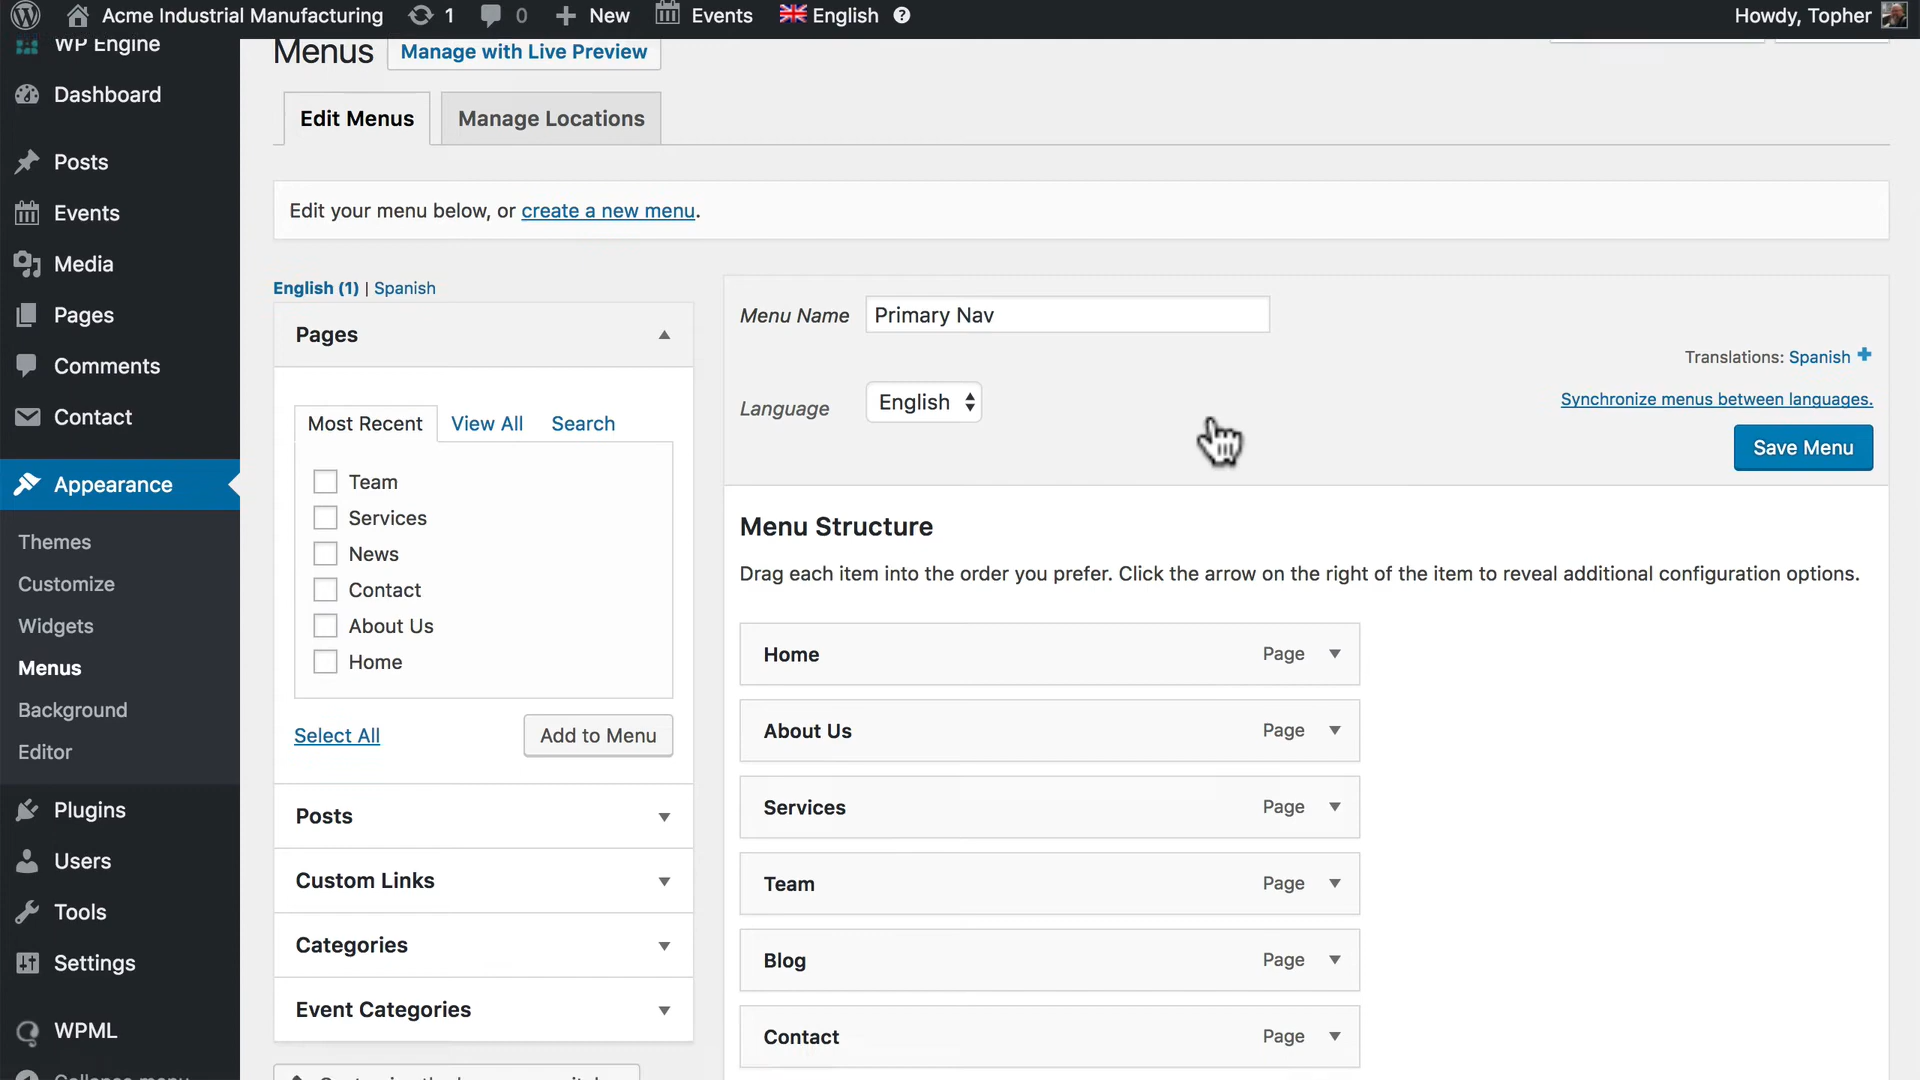 Acme Industrial Manufacturing 1 0 New Events English Howdy, Topher
WP Engine
Dashboard
Posts
Events
Media
Pages
Comments
Contact
Appearance
Themes
Customize
Widgets
Menus
Background
Editor
Plugins
Users
Tools
Settings
WPML
Collapse menu
Menus Manage with Live Preview
Edit Menus Manage Locations
Edit your menu below, or create a new menu.
English (1) | Spanish
Pages
Most Recent View All Search
Team
Services
News
Contact
About Us
Home
Select All Add to Menu
Posts
Custom Links
Categories
Event Categories
Menu Name Primary Nav
Translations: Spanish
Language English
Synchronize menus between languages.
Save Menu
Menu Structure
Drag each item into the order you prefer. Click the arrow on the right of the item to reveal additional configuration options.
Home Page
About Us Page
Services Page
Team Page
Blog Page
Contact Page